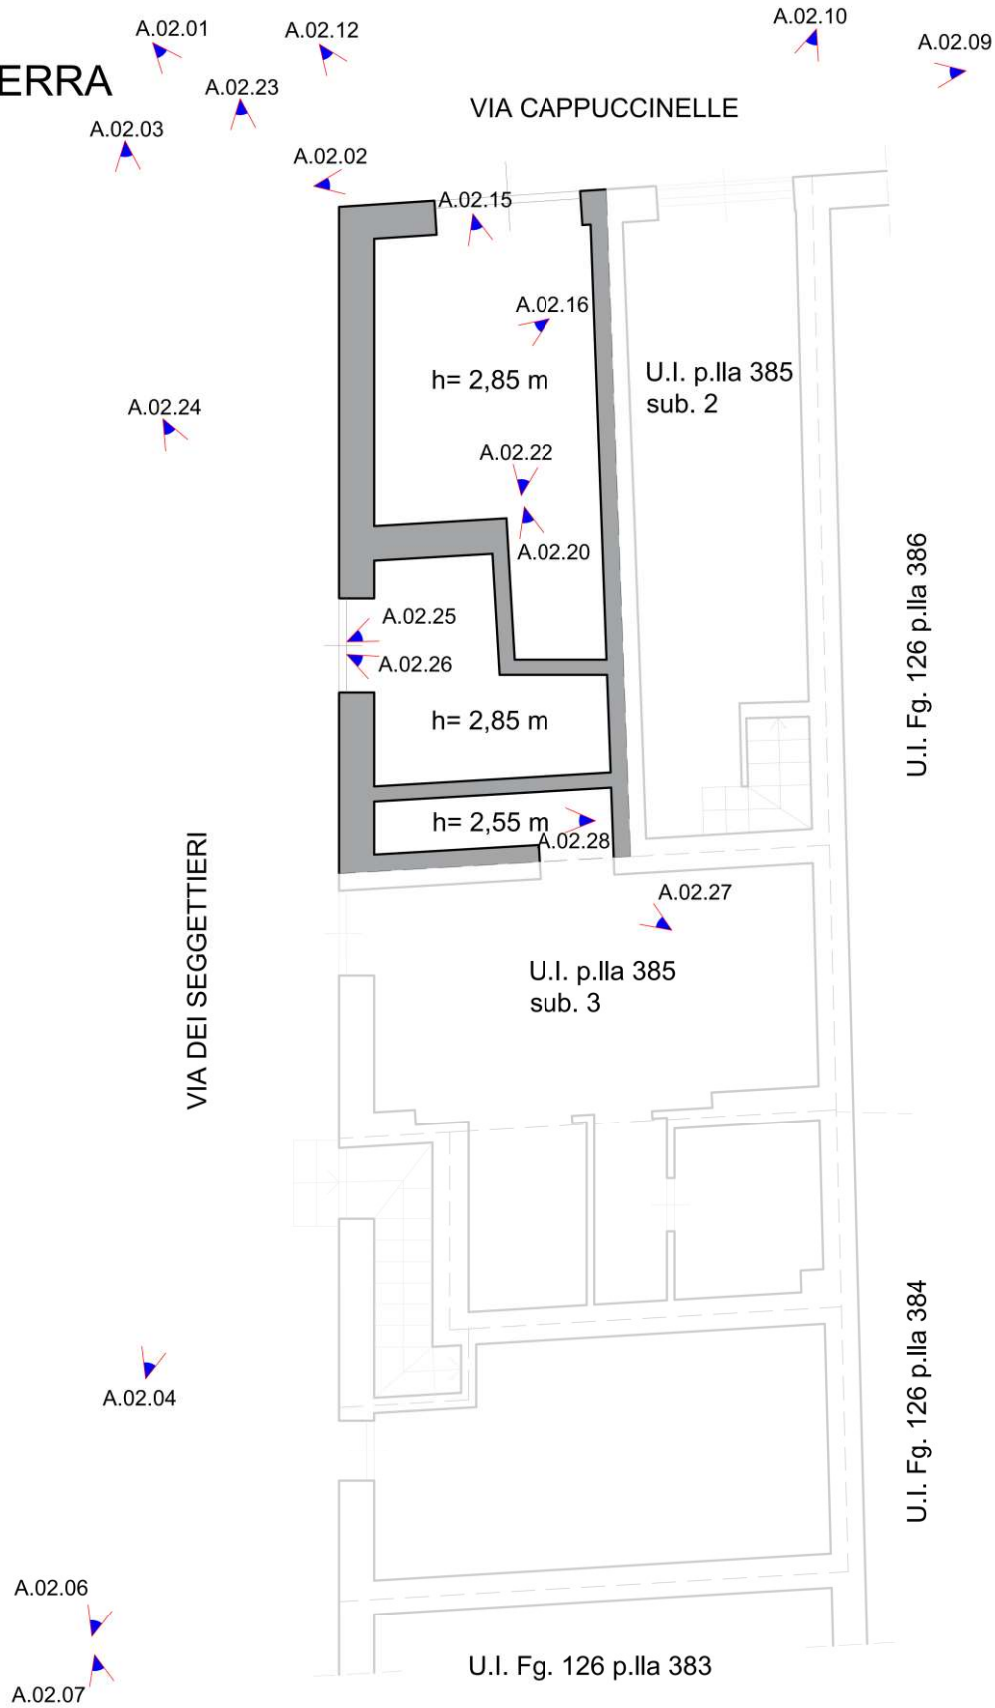 A.02.01
A.02.12
A.02.10
A.02.09
ERRA
A.02.23
VIA CAPPUCCINELLE
A.02.03
A.02.02
A.02.15
A.02.16
h= 2,85 m
U.I. p.lla 385
sub. 2
A.02.24
A.02.22
A.02.20
U.I. Fg. 126 p.lla 386
A.02.25
A.02.26
h= 2,85 m
h= 2,55 m
A.02.28
A.02.27
VIA DEI SEGGETTIERI
U.I. p.lla 385
sub. 3
A.02.04
U.I. Fg. 126 p.lla 384
A.02.06
A.02.07
U.I. Fg. 126 p.lla 383